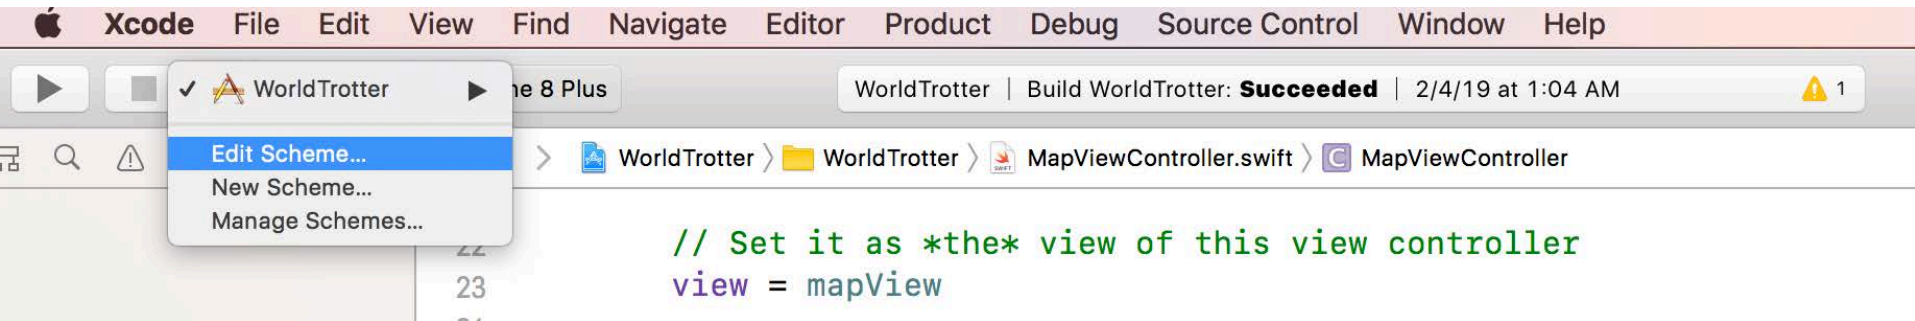 Xcode File Edit View Find Navigate Editor Product Debug Source Control Window Help
✓ WorldTrotter ▶ ne 8 Plus WorldTrotter | Build WorldTrotter: Succeeded | 2/4/19 at 1:04 AM 1
Edit Scheme... WorldTrotter 〉 WorldTrotter 〉 MapViewController.swift 〉 C MapViewController
New Scheme...
Manage Schemes...
22 // Set it as *the* view of this view controller
23 view = mapView